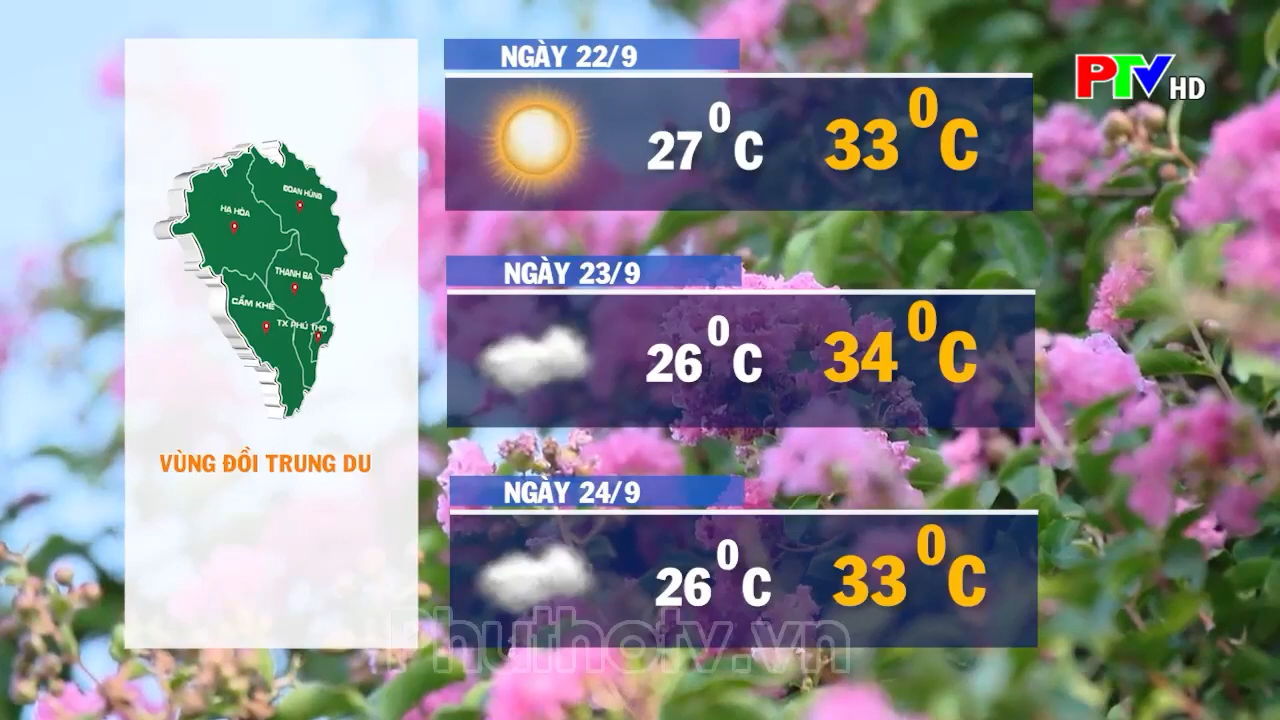 NGÀY 22/9
PTV HD
27⁰C 33⁰C
ĐOAN HÙNG
HẠ HÒA
THANH BA
CẨM KHÊ
TX PHÚ THỌ
VÙNG ĐỒI TRUNG DU
NGÀY 23/9
26⁰C 34⁰C
NGÀY 24/9
26⁰C 33⁰C
Phuthotv.vn